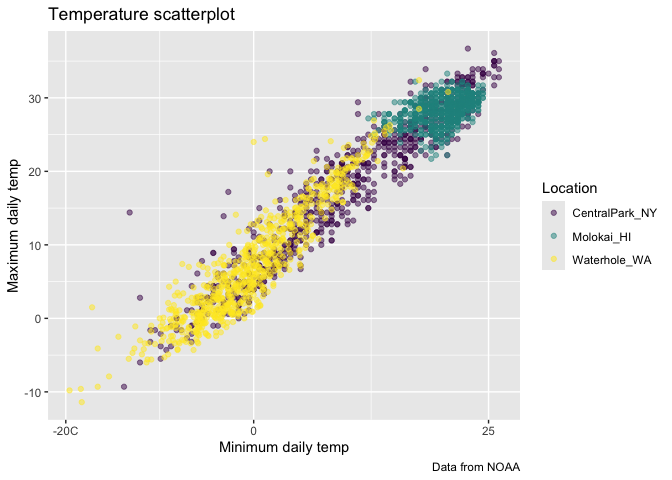 Temperature scatterplot
Maximum daily temp
30
20
10
0
-10
-20C 0 25
Minimum daily temp
Location
CentralPark_NY
Molokai_HI
Waterhole_WA
Data from NOAA